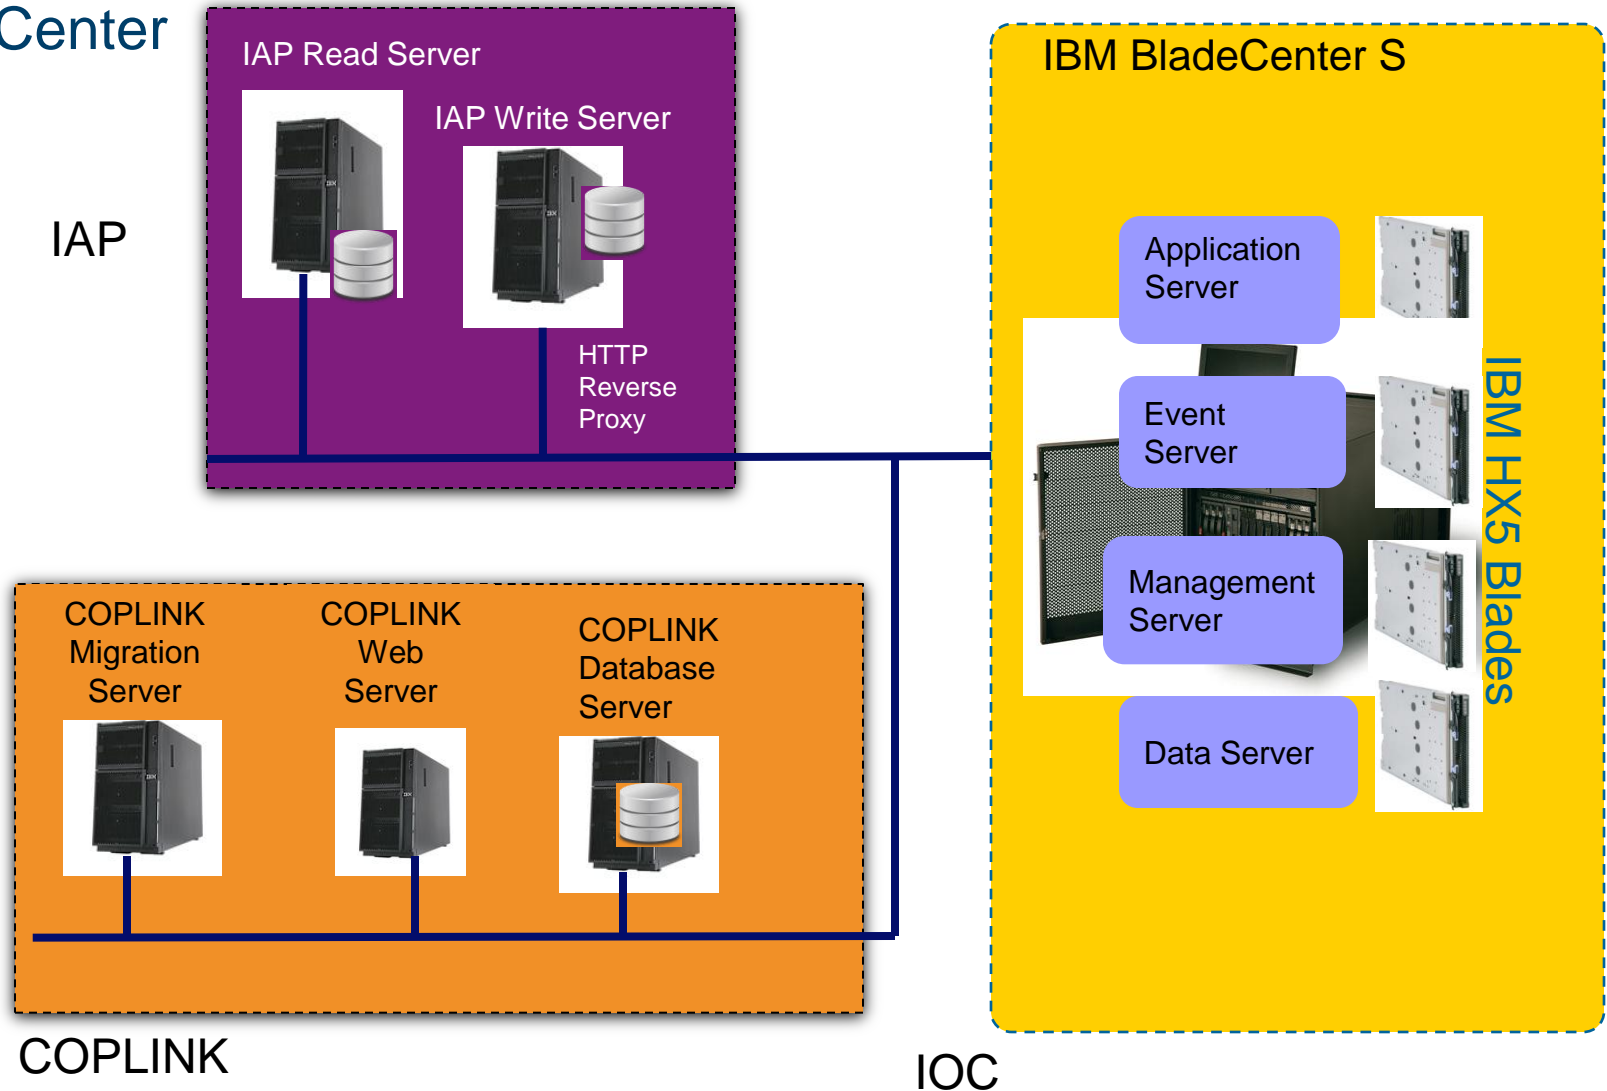 Center
IAP Read Server
IAP Write Server
IAP
HTTP
Reverse
Proxy
COPLINK
Migration
Server
COPLINK
Web
Server
COPLINK
Database
Server
COPLINK
IBM BladeCenter S
Application
Server
Event
Server
Management
Server
Data Server
IBM HX5 Blades
IOC